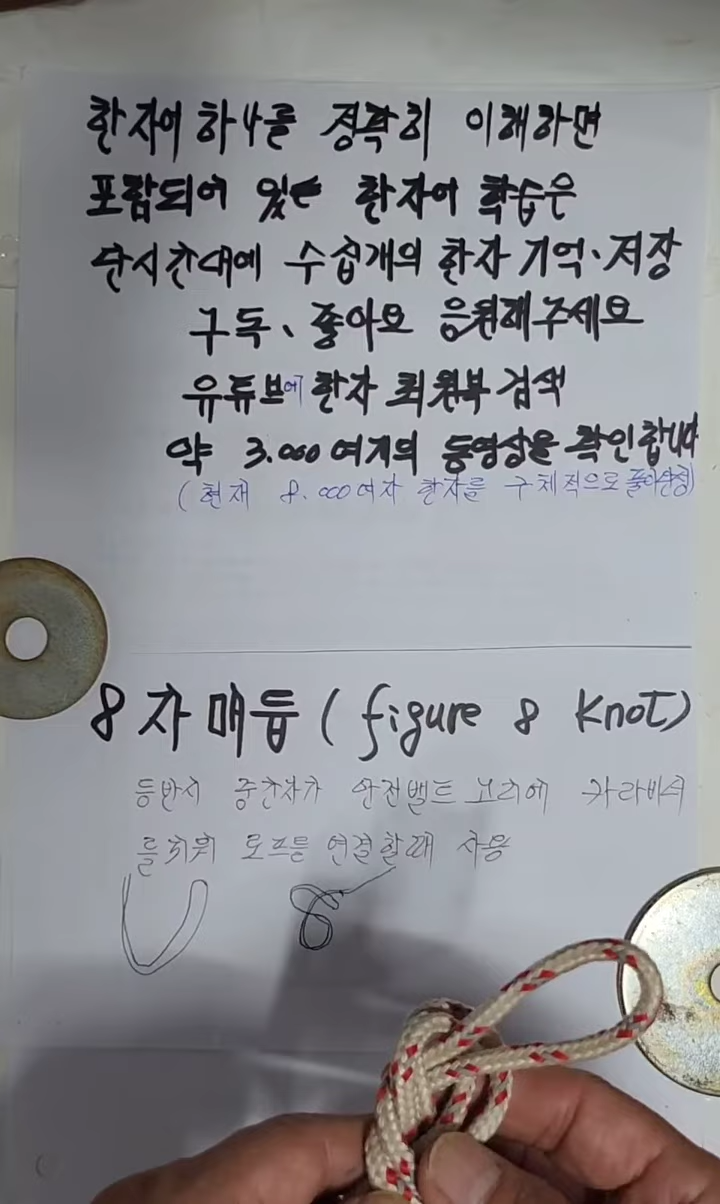 한자어 하나를 정확히 이해하면
포함되어 있는 한자어 학습은
단시간대에 수십개의 한자 기억·저장
구독、좋아요 응원해주세요
유튜브에 한자 최원복 검색
약 3.000여개의 동영상을 확인합니다
(현재 8.000여자 한자를 구체적으로 풀이
8자매듭 (figure 8 knot)
등반시 중간자가 안전벨트 고리에 카라비너
를 끼워 로프를 연결할때 사용
8